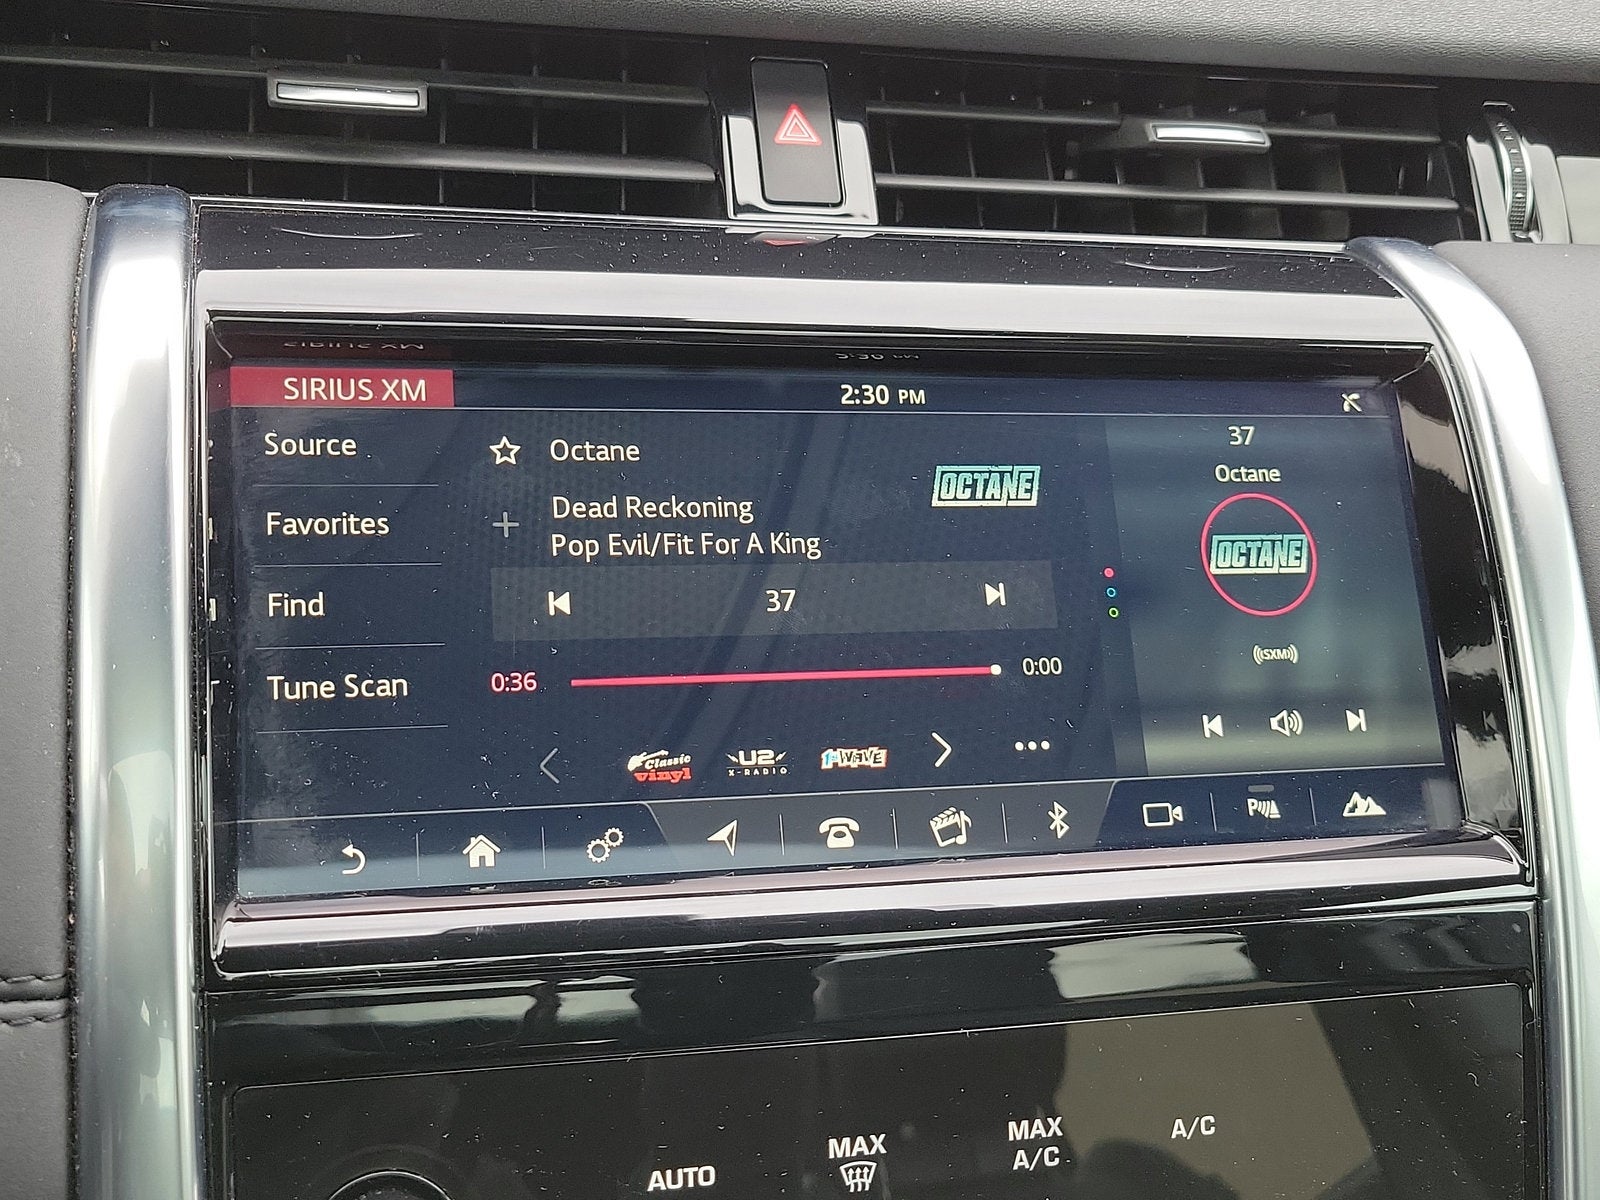 SIRIUS XM
2:30 PM
Source
Favorites
Find
Tune Scan
Octane
Dead Reckoning
Pop Evil/Fit For A King
OCTANE
37
0:36
0:00
Classic
vinyl
U2
X-RADIO
1st WAVE
37
Octane
OCTANE
((SXM))
P
AUTO
MAX
MAX
A/C
A/C